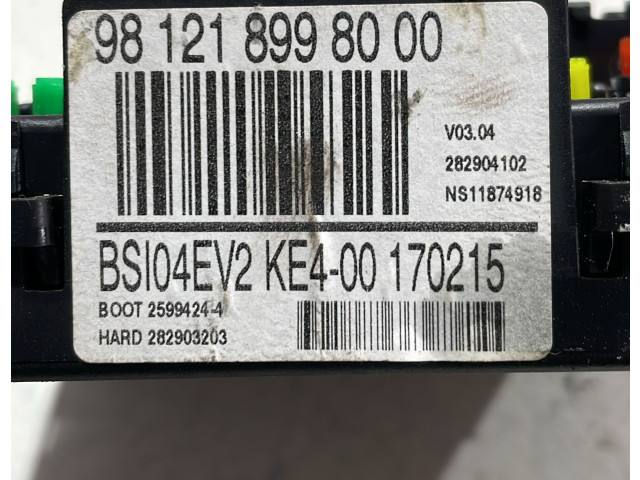 98 121 899 80 00
V03.04
282904102
NS11874918
BSI04EV2 KE4-00 170215
BOOT 2599424-4
HARD 282903203